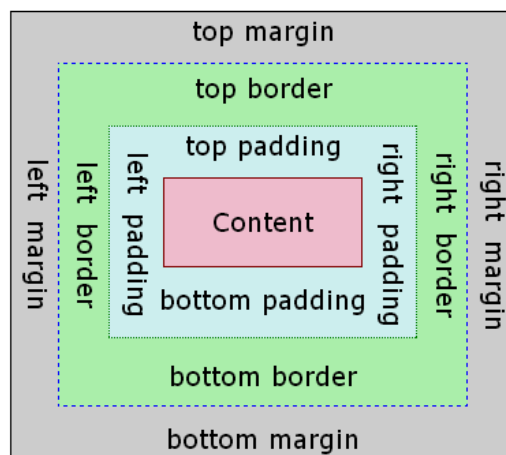 top margin
top border
top padding
left margin
left border
left padding
Content
right padding
right border
right margin
bottom padding
bottom border
bottom margin